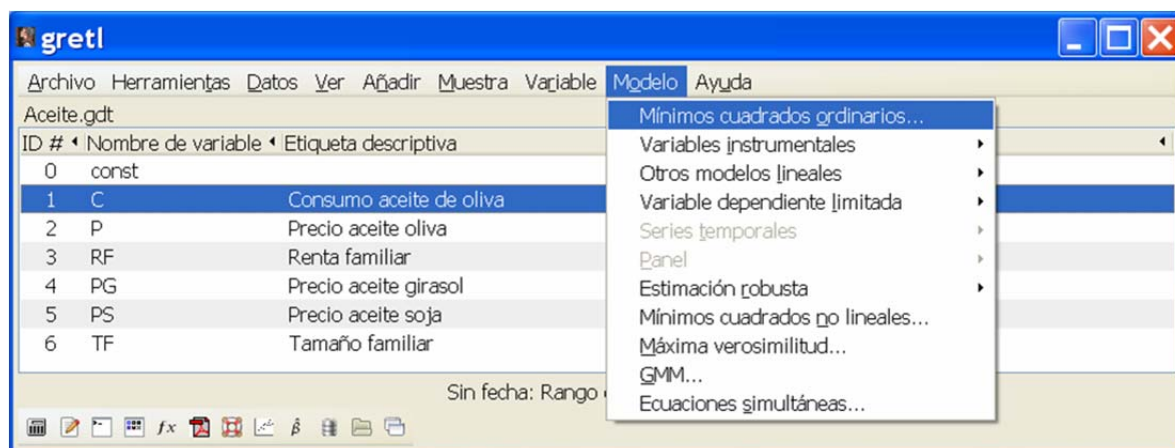 gretl
Archivo Herramientas Datos Ver Añadir Muestra Variable Modelo Ayuda
Aceite.gdt
ID # Nombre de variable Etiqueta descriptiva
0 const
1 C Consumo aceite de oliva
2 P Precio aceite oliva
3 RF Renta familiar
4 PG Precio aceite girasol
5 PS Precio aceite soja
6 TF Tamaño familiar
Sin fecha: Rango
Mínimos cuadrados ordinarios...
Variables instrumentales
Otros modelos lineales
Variable dependiente limitada
Series temporales
Panel
Estimación robusta
Mínimos cuadrados no lineales...
Máxima verosimilitud...
GMM...
Ecuaciones simultáneas...
fx
β̂